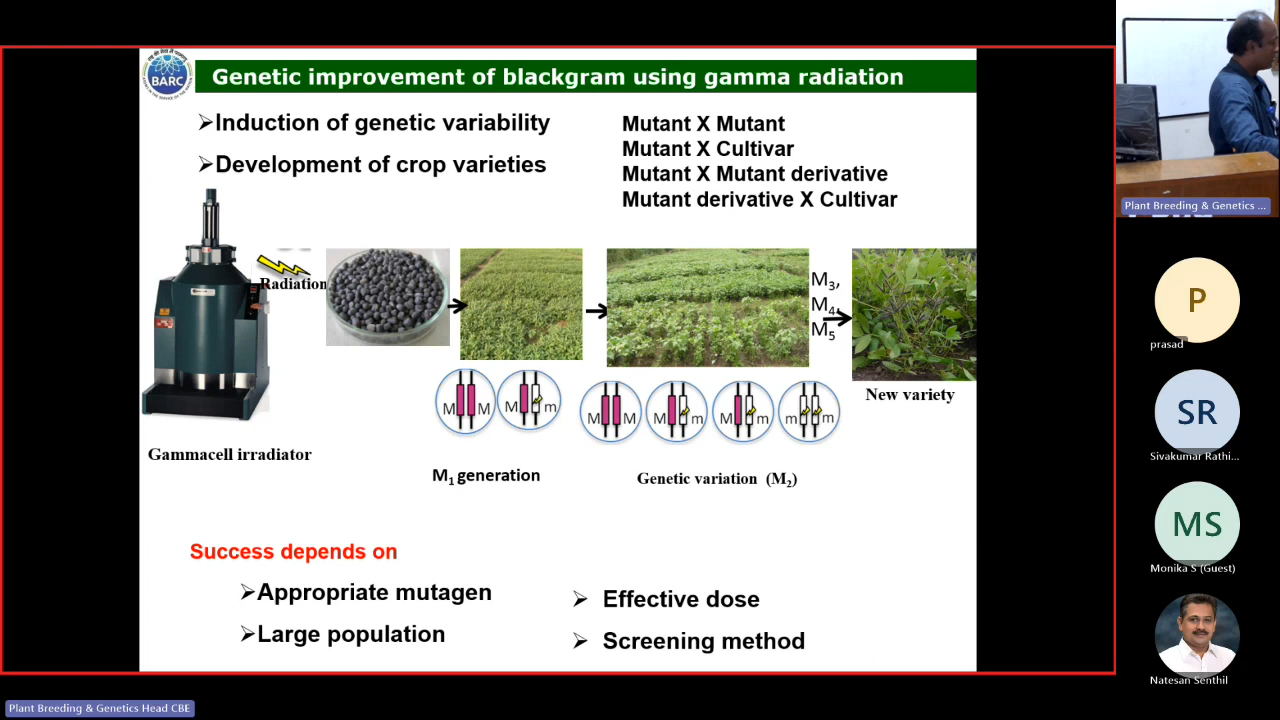 BARC
Genetic improvement of blackgram using gamma radiation
➢Induction of genetic variability
➢Development of crop varieties
Mutant X Mutant
Mutant X Cultivar
Mutant X Mutant derivative
Mutant derivative X Cultivar
Radiation
M₃,
M₄,
M₅
New variety
M M
M m
M M
M m
M m
m m
Gammacell irradiator
M₁ generation
Genetic variation (M₂)
Success depends on
➢Appropriate mutagen
➢Large population
➢ Effective dose
➢ Screening method
Plant Breeding & Genetics ...
P
prasad
SR
Sivakumar Rathi...
MS
Monika S (Guest)
Natesan Senthil
Plant Breeding & Genetics Head CBE